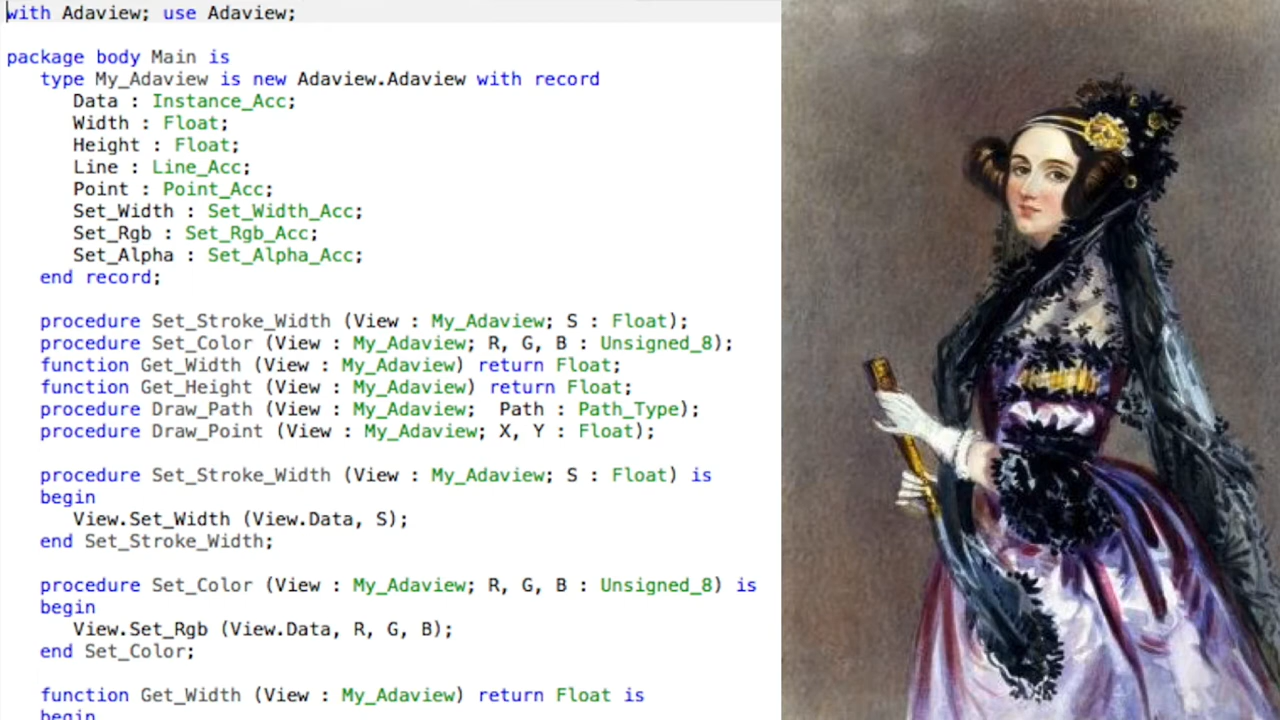 with Adaview; use Adaview;
package body Main is
type My_Adaview is new Adaview.Adaview with record
Data : Instance_Acc;
Width : Float;
Height : Float;
Line : Line_Acc;
Point : Point_Acc;
Set_Width : Set_Width_Acc;
Set_Rgb : Set_Rgb_Acc;
Set_Alpha : Set_Alpha_Acc;
end record;
procedure Set_Stroke_Width (View : My_Adaview; S : Float);
procedure Set_Color (View : My_Adaview; R, G, B : Unsigned_8);
function Get_Width (View : My_Adaview) return Float;
function Get_Height (View : My_Adaview) return Float;
procedure Draw_Path (View : My_Adaview;  Path : Path_Type);
procedure Draw_Point (View : My_Adaview; X, Y : Float);
procedure Set_Stroke_Width (View : My_Adaview; S : Float) is
begin
View.Set_Width (View.Data, S);
end Set_Stroke_Width;
procedure Set_Color (View : My_Adaview; R, G, B : Unsigned_8) is
begin
View.Set_Rgb (View.Data, R, G, B);
end Set_Color;
function Get_Width (View : My_Adaview) return Float is
begin